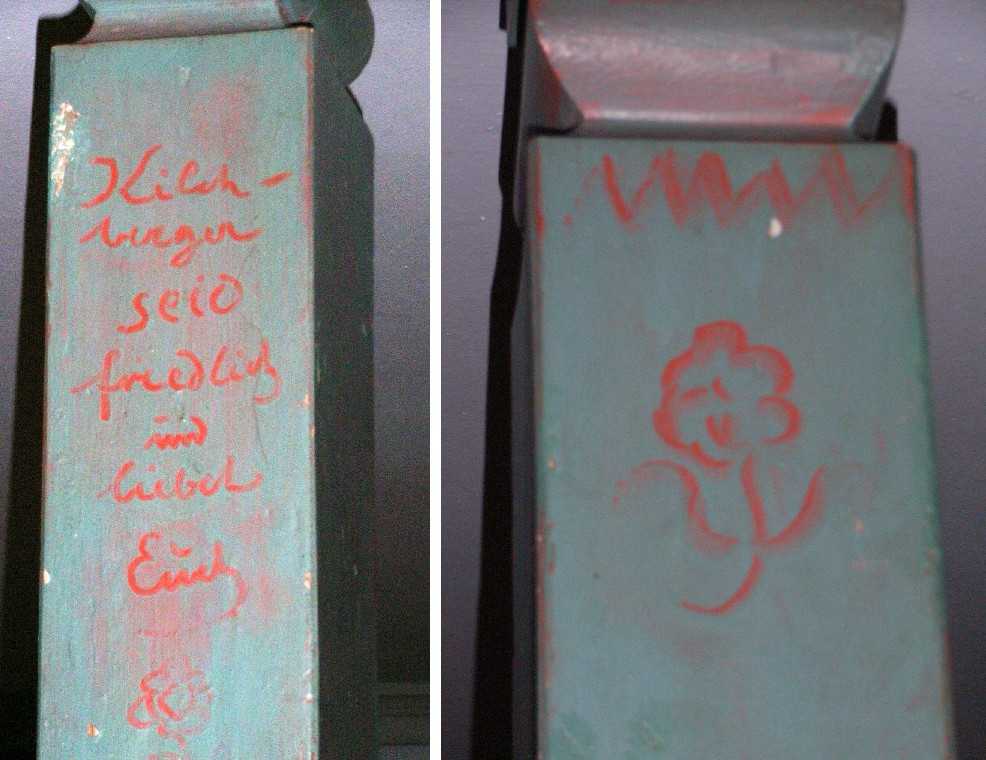 Kilch-
berger
seid
friedlich
und
liebet
Euch